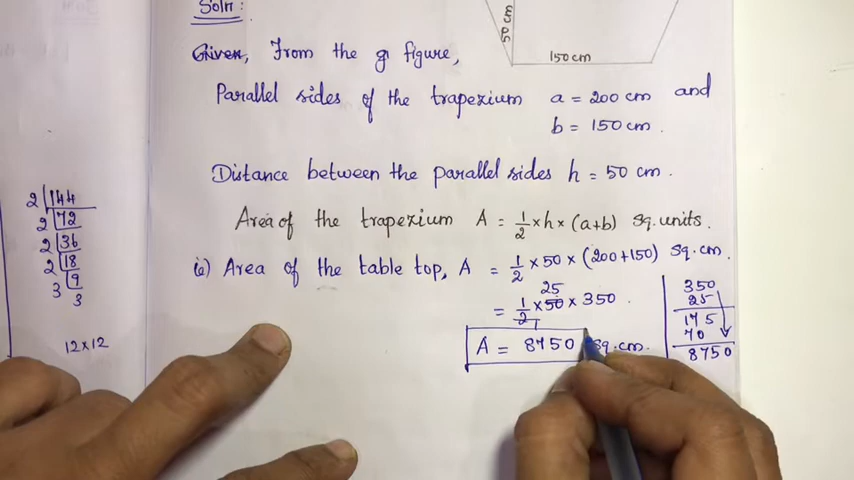 Soln :
50 cm
150 cm
Given, From the g figure,
Parallel sides of the trapezium a = 200 cm and
b = 150 cm.
Distance between the parallel sides h = 50 cm.
Area of the trapezium A = 1/2 × h × (a+b) sq. units.
(i.e) Area of the table top, A = 1/2 × 50 × (200+150) sq. cm.
25
= 1/2 × 50 × 350
1
A = 8750 sq. cm.
350
25
175
70
8750
2 144
2 72
2 36
2 18
3 9
3
12×12